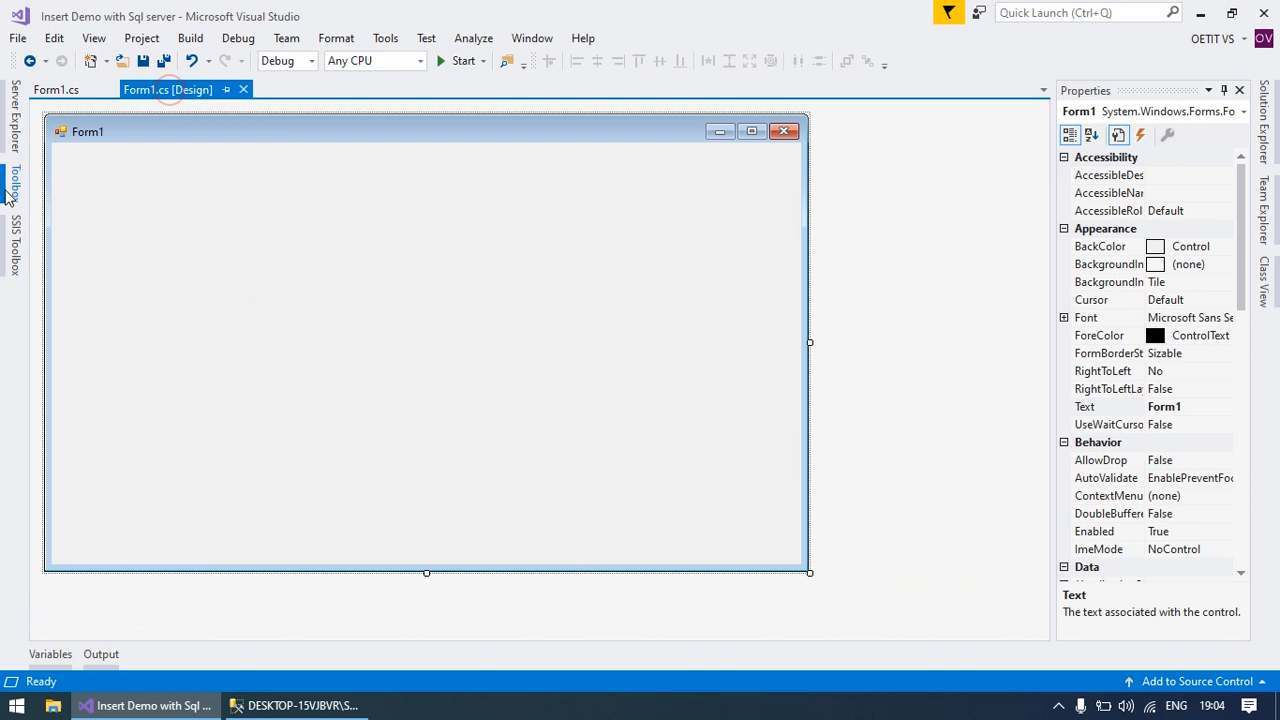 Insert Demo with Sql server - Microsoft Visual Studio
Quick Launch (Ctrl+Q)
File Edit View Project Build Debug Team Format Tools Test Analyze Window Help
OETIT VS OV
Debug Any CPU Start
Form1.cs Form1.cs [Design]
Server Explorer
Toolbox
SSIS Toolbox
Form1
Properties
Form1 System.Windows.Forms.Fo
Accessibility
AccessibleDes
AccessibleNar
AccessibleRol Default
Appearance
BackColor Control
BackgroundIn (none)
BackgroundIn Tile
Cursor Default
Font Microsoft Sans Se
ForeColor ControlText
FormBorderSt Sizable
RightToLeft No
RightToLeftLa False
Text Form1
UseWaitCurso False
Behavior
AllowDrop False
AutoValidate EnablePreventFoc
ContextMenu (none)
DoubleBuffere False
Enabled True
ImeMode NoControl
Data
Text
The text associated with the control.
Solution Explorer
Team Explorer
Class View
Variables Output
Ready
Add to Source Control
Insert Demo with Sql ... DESKTOP-15VJBVR\S...
ENG 19:04